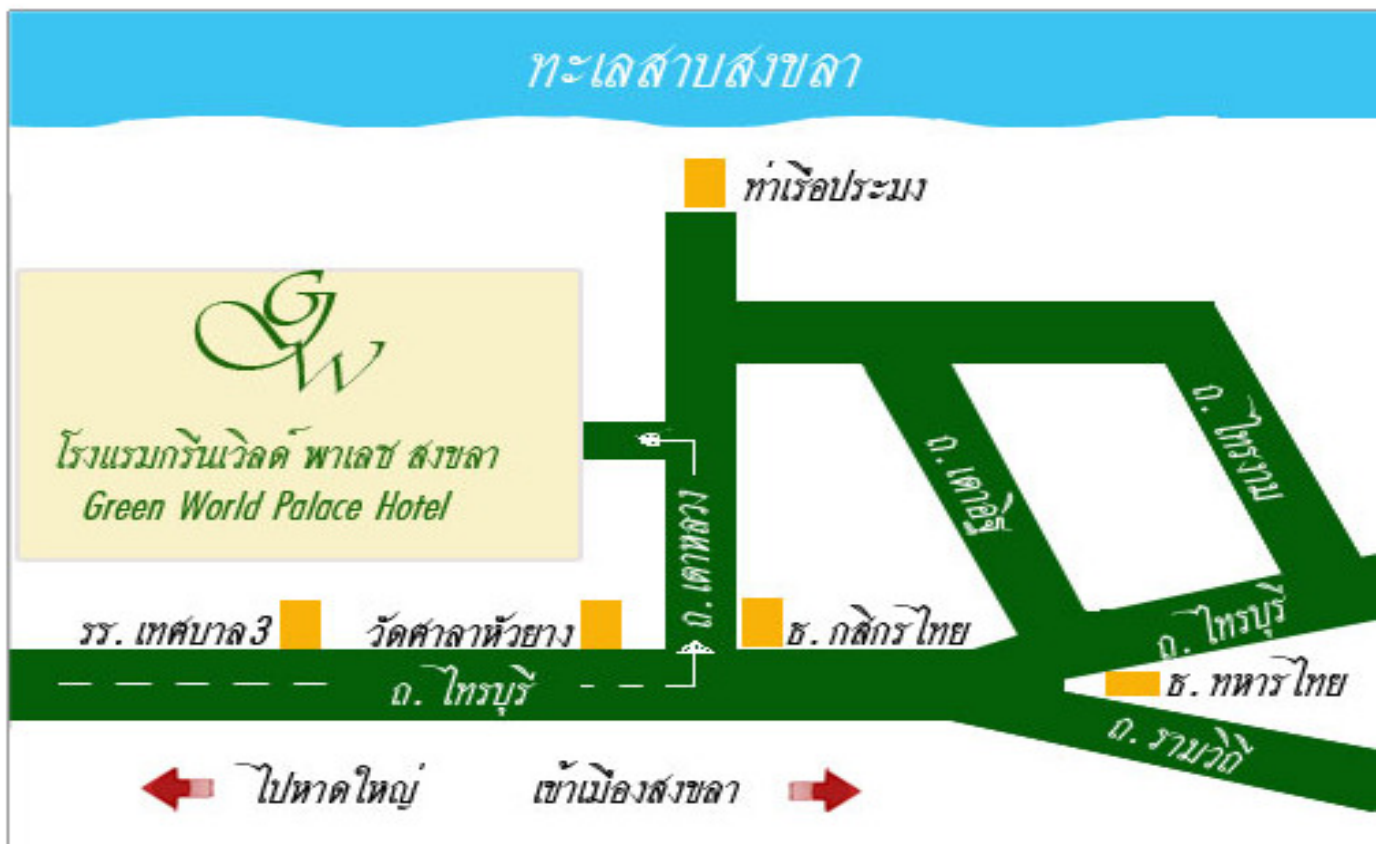 ทะเลสาบสงขลา
ท่าเรือประมง
GW
โรงแรมกรีนเวิลด์ พาเลซ สงขลา
Green World Palace Hotel
ถ. เตาหลวง
ถ. เตาอิฐ
ถ. ไทรงาม
รร. เทศบาล 3
วัดศาลาหัวยาง
ธ. กสิกรไทย
ถ. ไทรบุรี
ถ. ไทรบุรี
ธ. ทหารไทย
ถ. รามวิถี
ไปหาดใหญ่
เข้าเมืองสงขลา